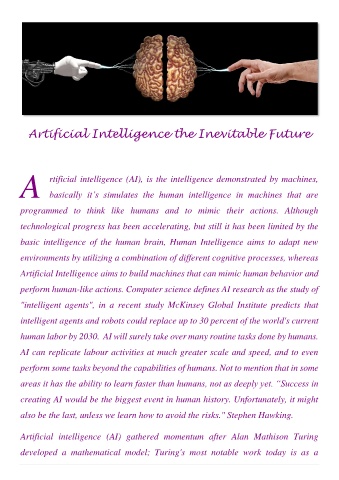 Artificial Intelligence the Inevitable Future
Artificial intelligence (AI), is the intelligence demonstrated by machines,
basically it's simulates the human intelligence in machines that are
programmed to think like humans and to mimic their actions. Although
technological progress has been accelerating, but still it has been limited by the
basic intelligence of the human brain, Human Intelligence aims to adapt new
environments by utilizing a combination of different cognitive processes, whereas
Artificial Intelligence aims to build machines that can mimic human behavior and
perform human-like actions. Computer science defines AI research as the study of
"intelligent agents", in a recent study McKinsey Global Institute predicts that
intelligent agents and robots could replace up to 30 percent of the world's current
human labor by 2030. AI will surely take over many routine tasks done by humans.
AI can replicate labour activities at much greater scale and speed, and to even
perform some tasks beyond the capabilities of humans. Not to mention that in some
areas it has the ability to learn faster than humans, not as deeply yet. "Success in
creating AI would be the biggest event in human history. Unfortunately, it might
also be the last, unless we learn how to avoid the risks." Stephen Hawking.
Artificial intelligence (AI) gathered momentum after Alan Mathison Turing
developed a mathematical model; Turing's most notable work today is as a